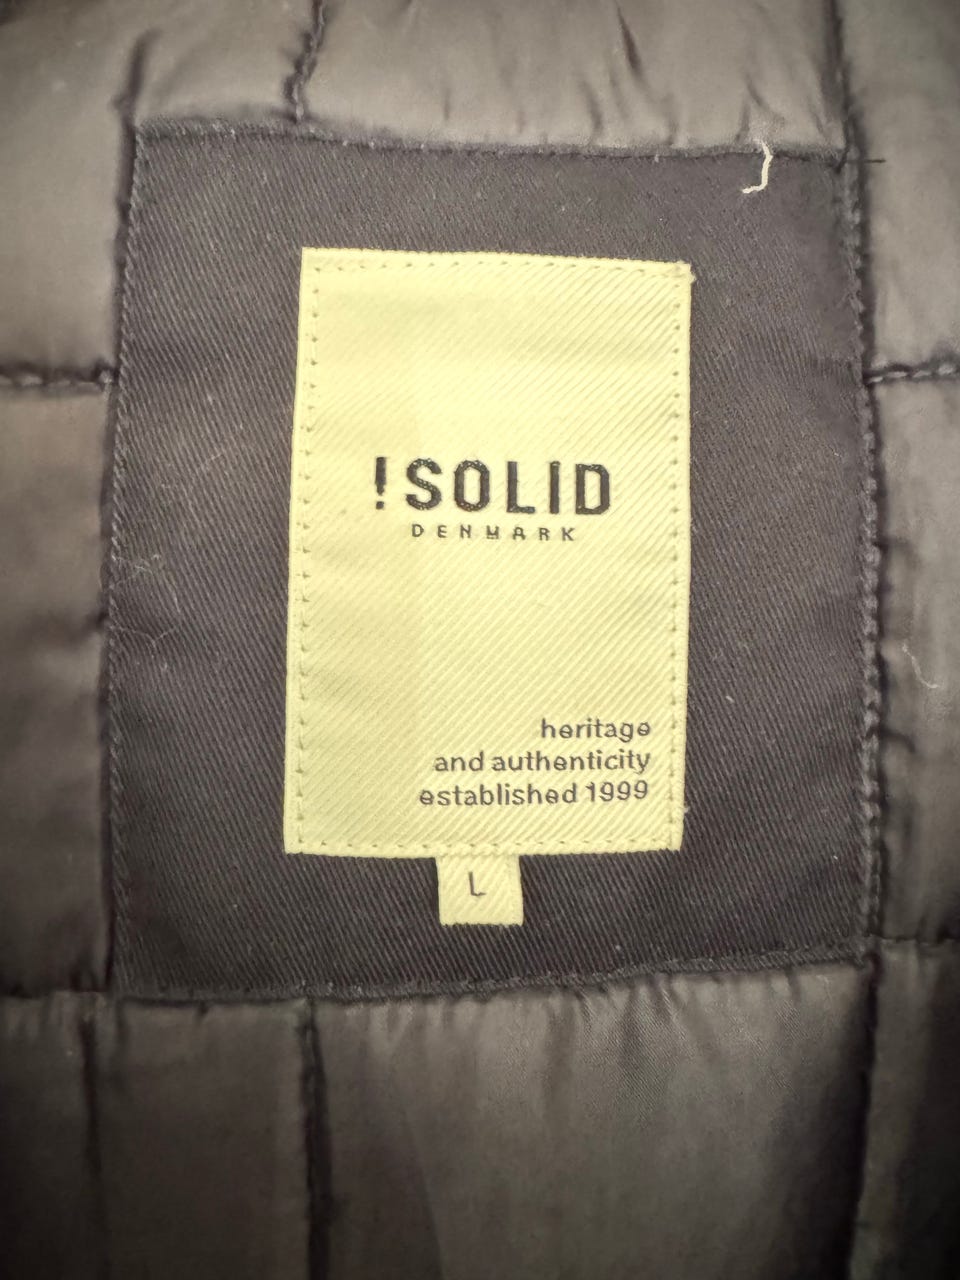 !SOLID
DENMARK
heritage
and authenticity
established 1999
L